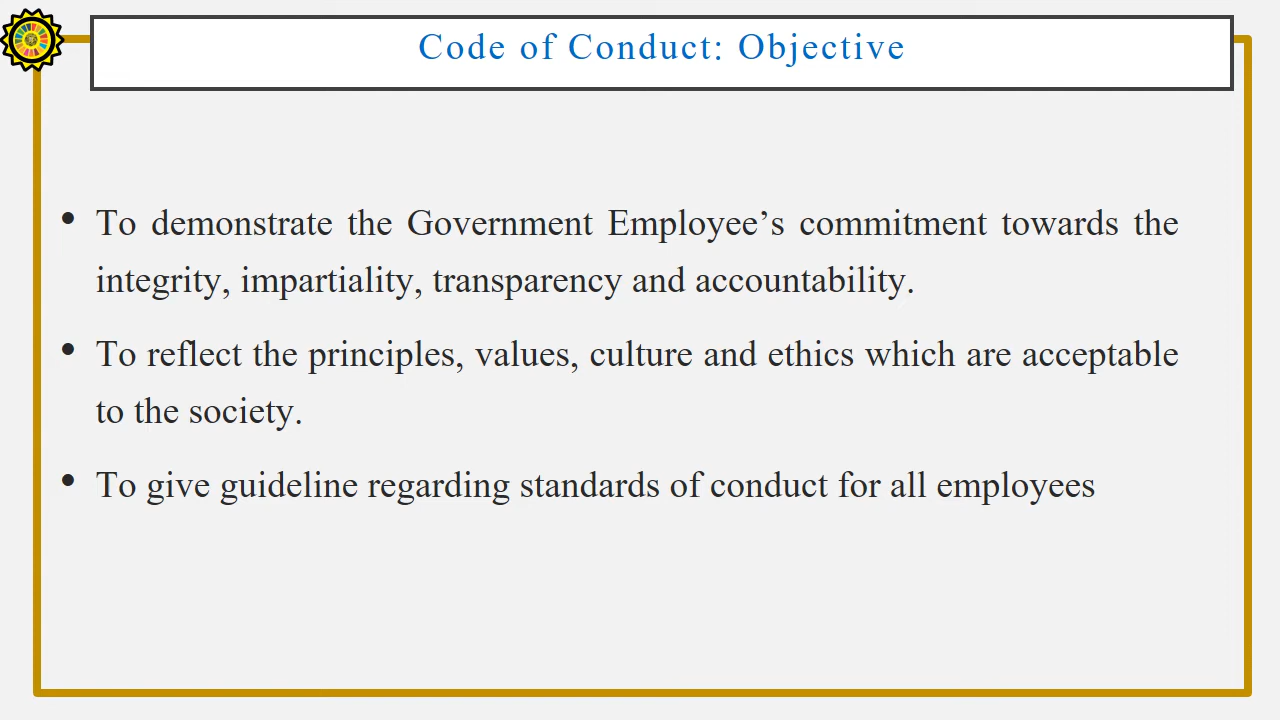 Code of Conduct: Objective
• To demonstrate the Government Employee’s commitment towards the
integrity, impartiality, transparency and accountability.
• To reflect the principles, values, culture and ethics which are acceptable
to the society.
• To give guideline regarding standards of conduct for all employees